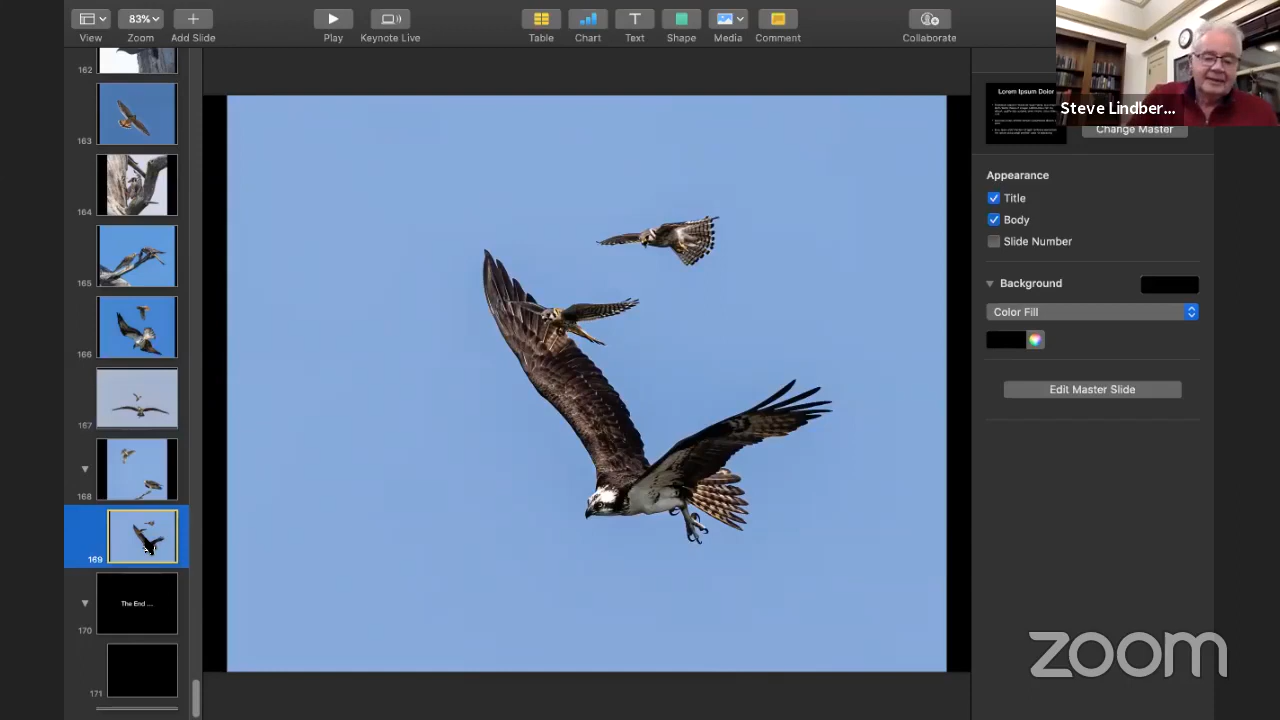 83%
View
Zoom
Add Slide
Play
Keynote Live
Table
Chart
Text
Shape
Media
Comment
Collaborate
Steve Lindber...
Lorem Ipsum Dolor
Change Master
Appearance
Title
Body
Slide Number
Background
Color Fill
Edit Master Slide
162
163
164
165
166
167
168
169
The End ...
170
171
zoom